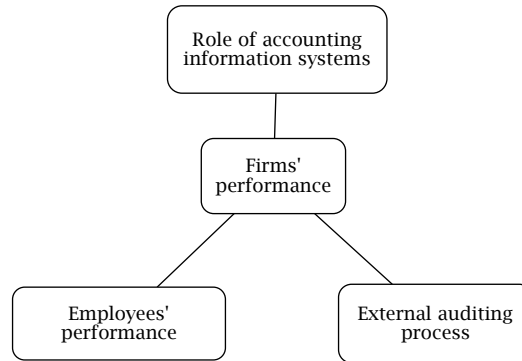 Role of accounting
information systems
Firms'
performance
Employees'
performance
External auditing
process